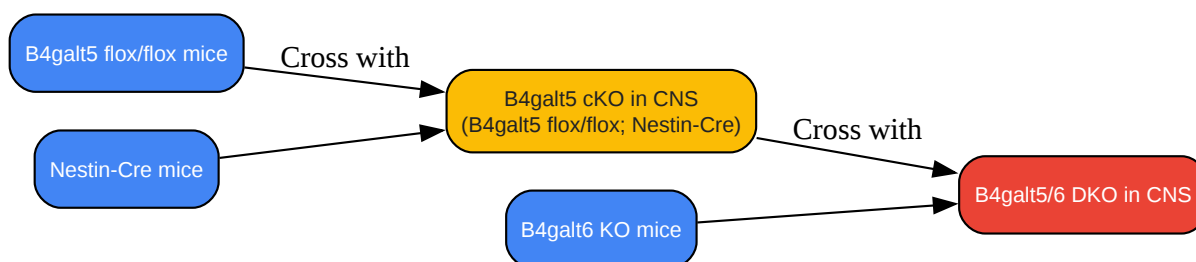 B4galt5 flox/flox mice
Cross with
Nestin-Cre mice
B4galt5 cKO in CNS
(B4galt5 flox/flox; Nestin-Cre)
Cross with
B4galt6 KO mice
B4galt5/6 DKO in CNS